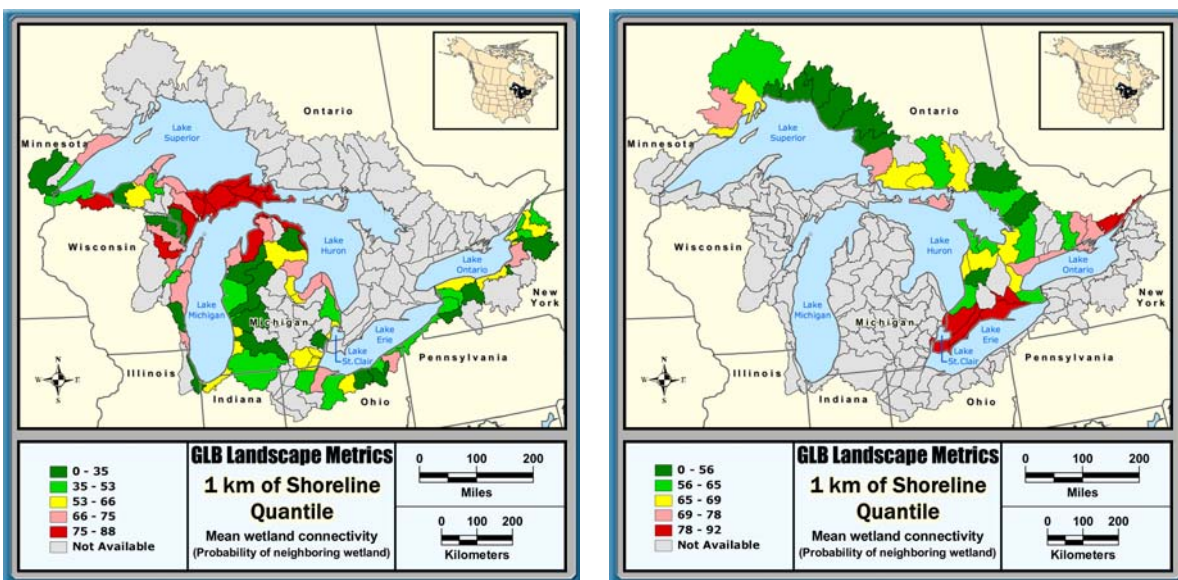 Ontario
Lake
Superior
Minnesota
Wisconsin
Lake
Huron
Lake
Ontario
New
York
Lake
Michigan
Michigan
Lake
Erie
Lake
St.Clair
Pennsylvania
Illinois
Indiana
Ohio
N
W E
S
0 - 35
35 - 53
53 - 66
66 - 75
75 - 88
Not Available
GLB Landscape Metrics
1 km of Shoreline
Quantile
Mean wetland connectivity
(Probability of neighboring wetland)
0 100 200
Miles
0 100 200
Kilometers
Ontario
Lake
Superior
Minnesota
Wisconsin
Lake
Huron
Lake
Ontario
New
York
Lake
Michigan
Michigan
Lake
Erie
Lake
St.Clair
Pennsylvania
Illinois
Indiana
Ohio
N
W E
S
0 - 56
56 - 65
65 - 69
69 - 78
78 - 92
Not Available
GLB Landscape Metrics
1 km of Shoreline
Quantile
Mean wetland connectivity
(Probability of neighboring wetland)
0 100 200
Miles
0 100 200
Kilometers